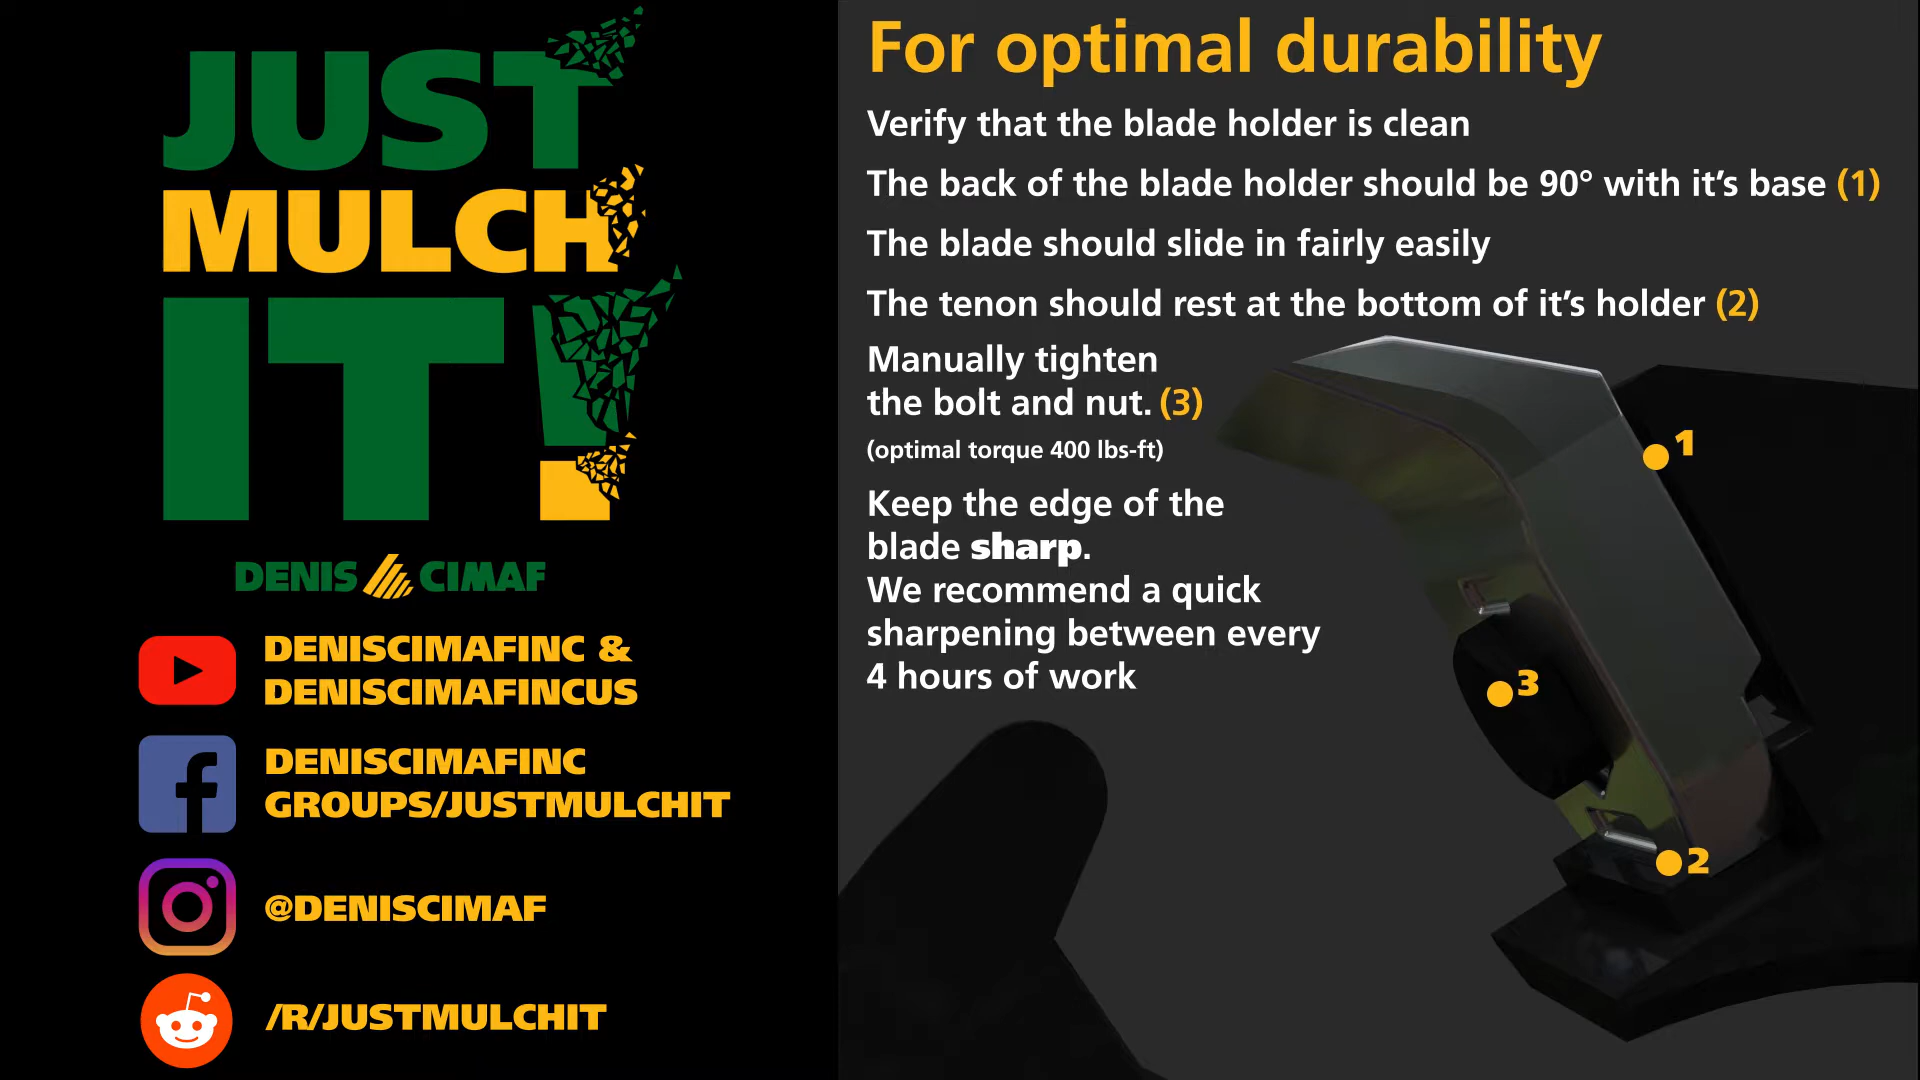 JUST
MULCH
IT!
DENIS CIMAF
DENISCIMAFINC &
DENISCIMAFINCUS
DENISCIMAFINC
GROUPS/JUSTMULCHIT
@DENISCIMAF
/R/JUSTMULCHIT
For optimal durability
Verify that the blade holder is clean
The back of the blade holder should be 90° with it's base (1)
The blade should slide in fairly easily
The tenon should rest at the bottom of it's holder (2)
Manually tighten
the bolt and nut. (3)
(optimal torque 400 lbs-ft)
Keep the edge of the
blade sharp.
We recommend a quick
sharpening between every
4 hours of work
1
3
2